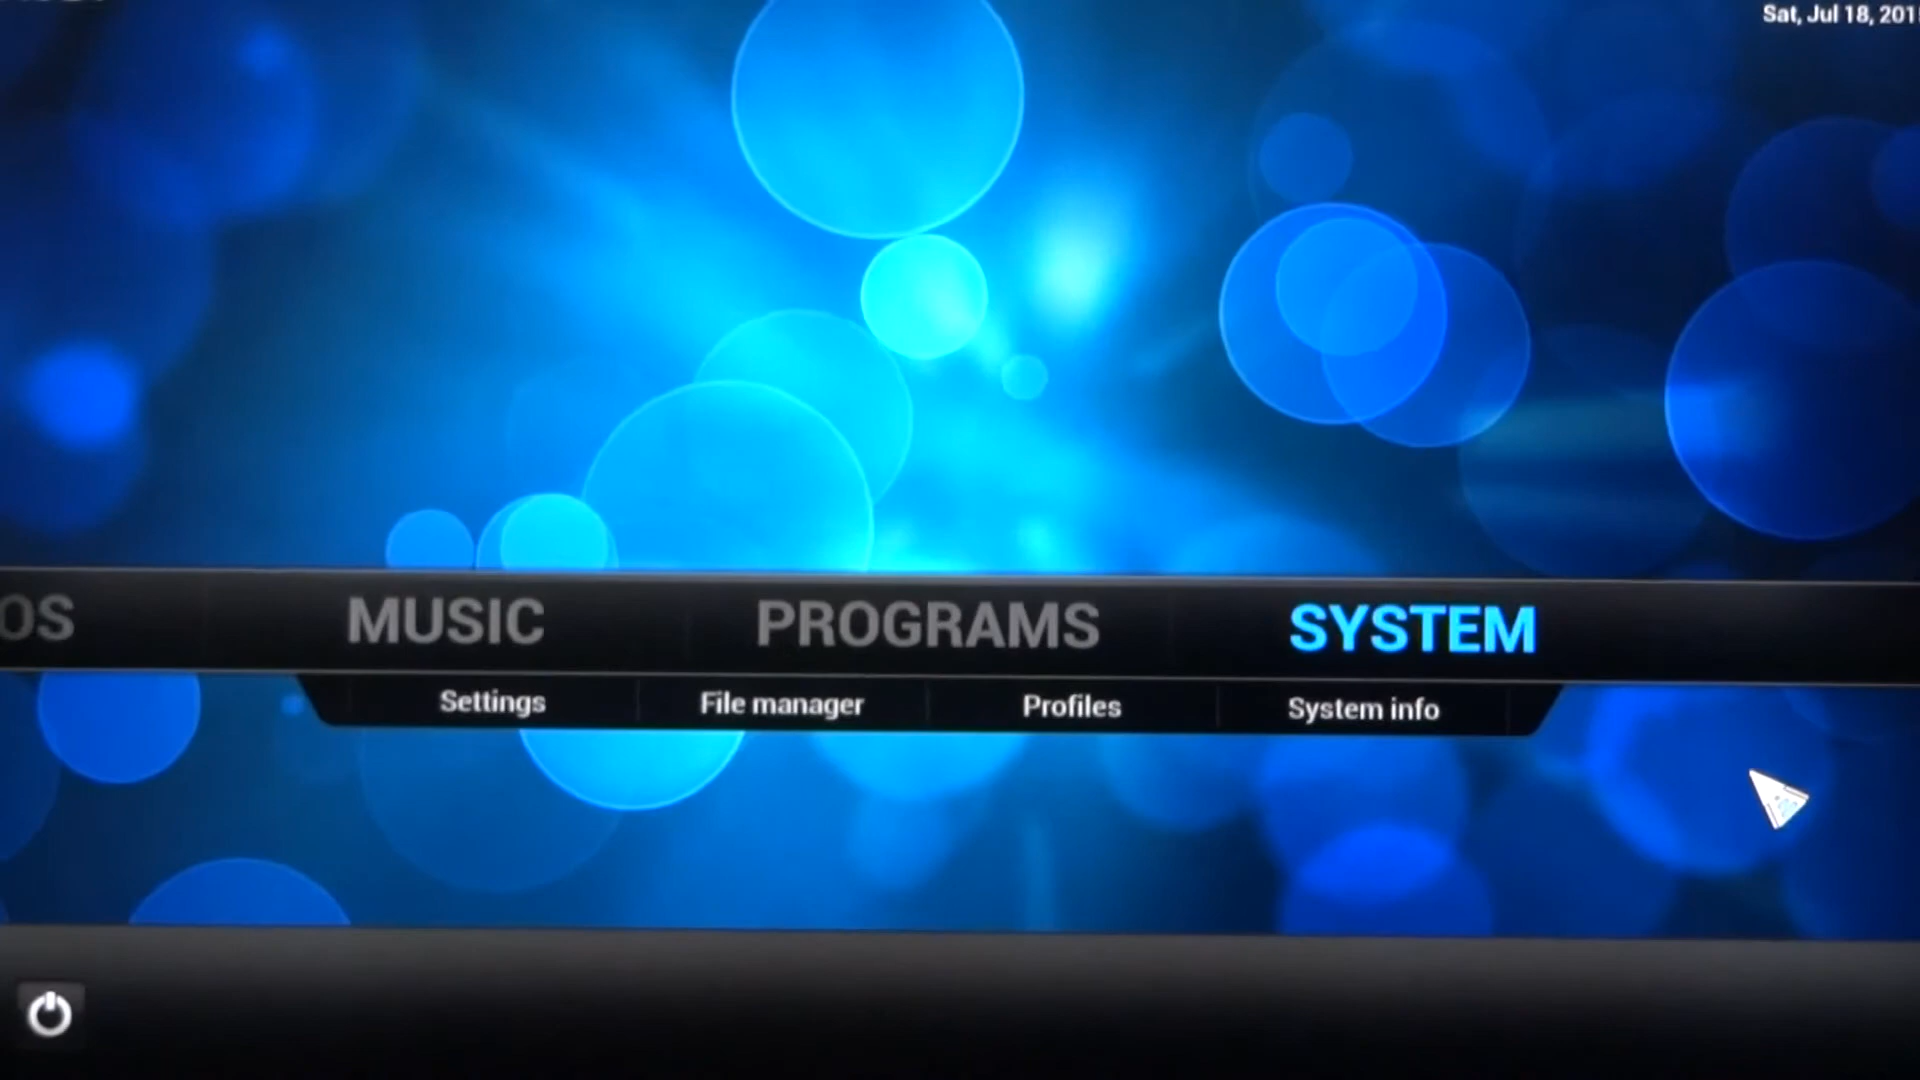 Sat, Jul 18, 201
OS MUSIC PROGRAMS SYSTEM
Settings File manager Profiles System info